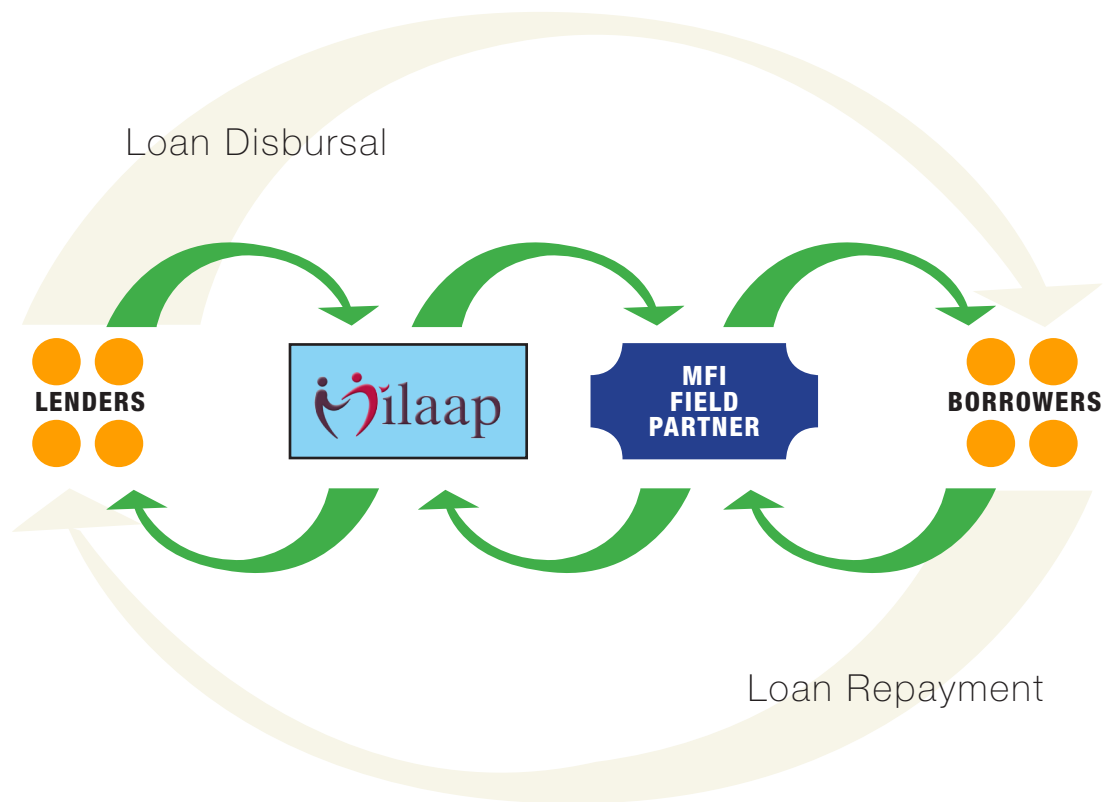 Loan Disbursal
LENDERS
Milaap
MFI
FIELD
PARTNER
BORROWERS
Loan Repayment